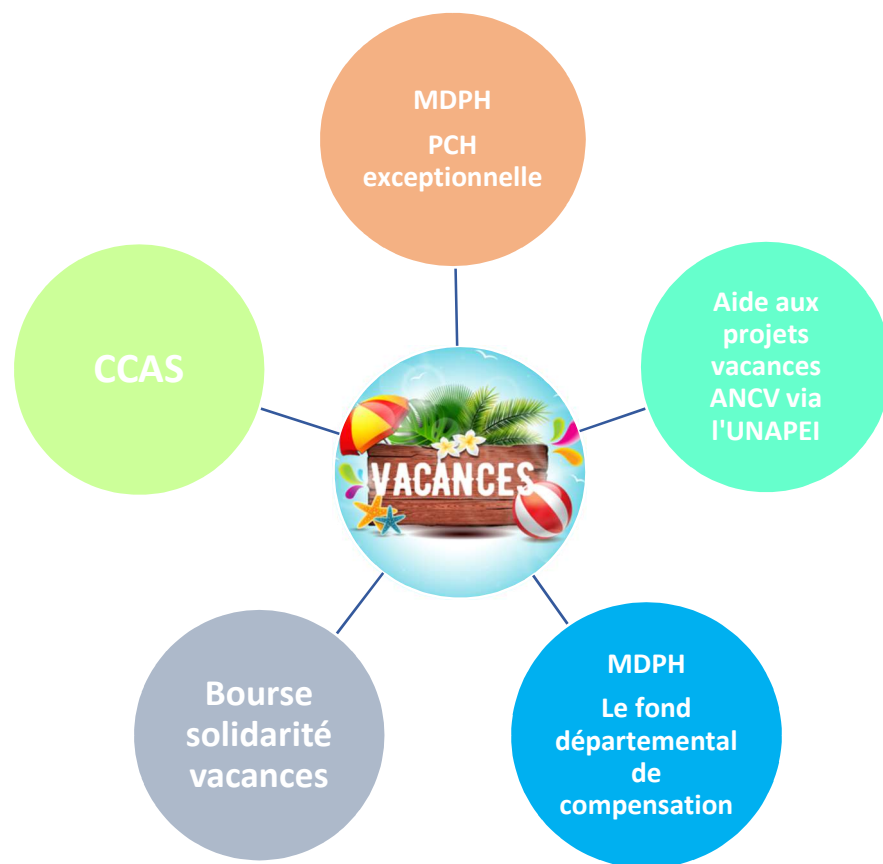 MDPH
PCH
exceptionnelle
Aide aux
projets
vacances
ANCV via
l'UNAPEI
CCAS
VACANCES
Bourse
solidarité
vacances
MDPH
Le fond
départemental
de
compensation